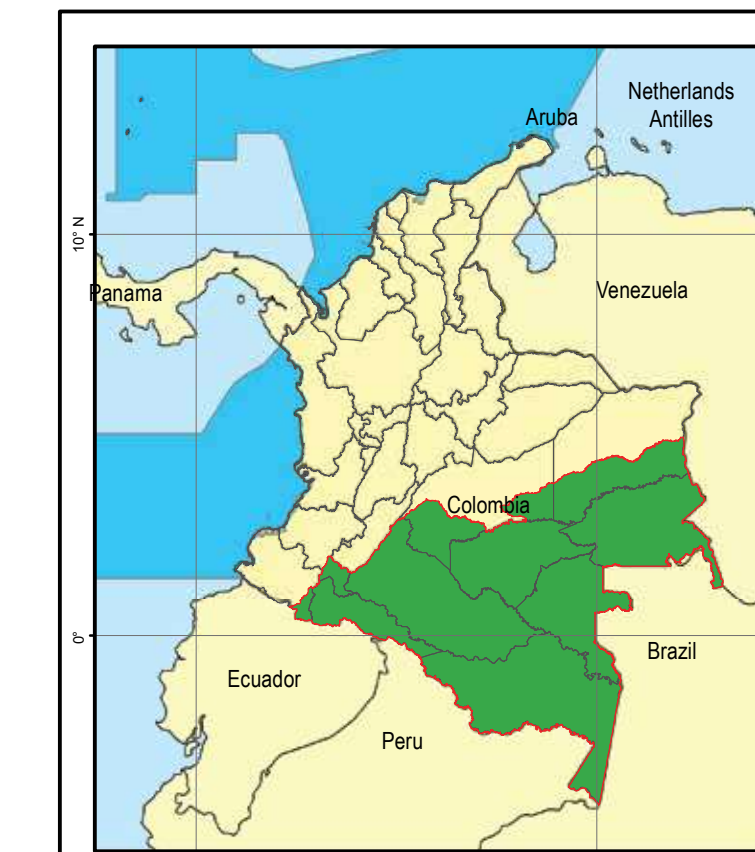 Netherlands
Antilles
Aruba
10° N
Panama
Venezuela
Colombia
0°
Brazil
Ecuador
Peru